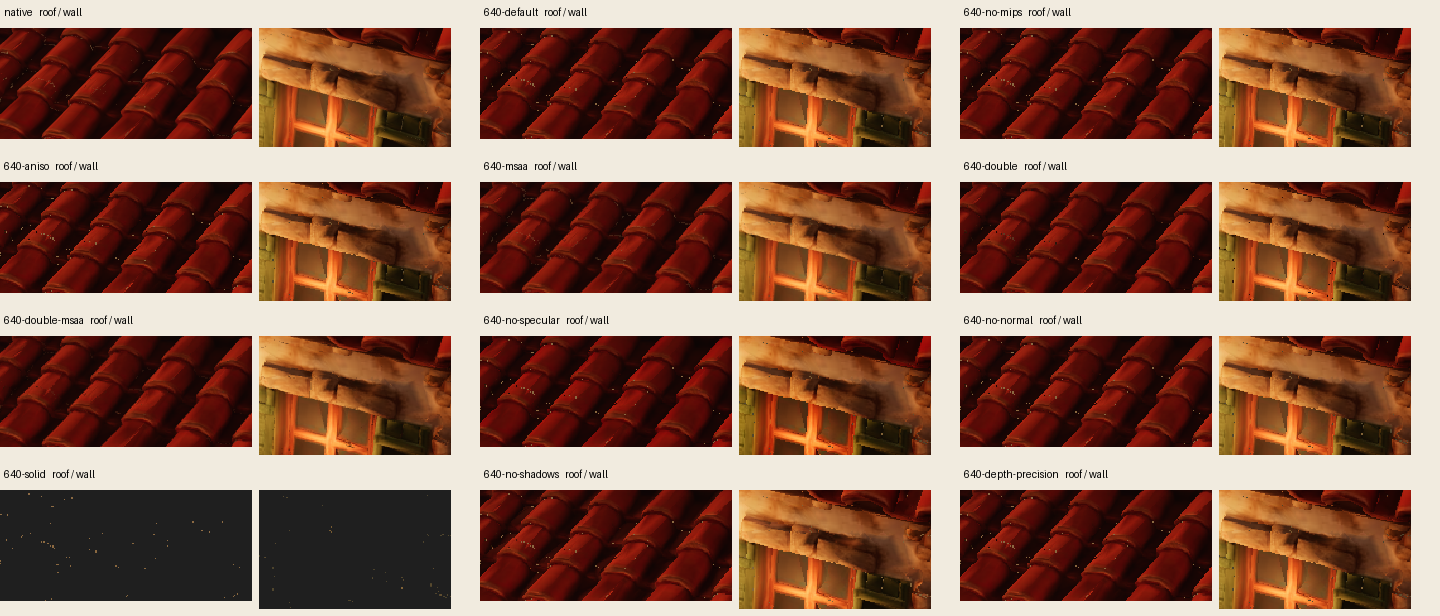 native roof/wall
640-default roof/wall
640-no-mips roof/wall
640-aniso roof/wall
640-msaa roof/wall
640-double roof/wall
640-double-msaa roof/wall
640-no-specular roof/wall
640-no-normal roof/wall
640-solid roof/wall
640-no-shadows roof/wall
640-depth-precision roof/wall